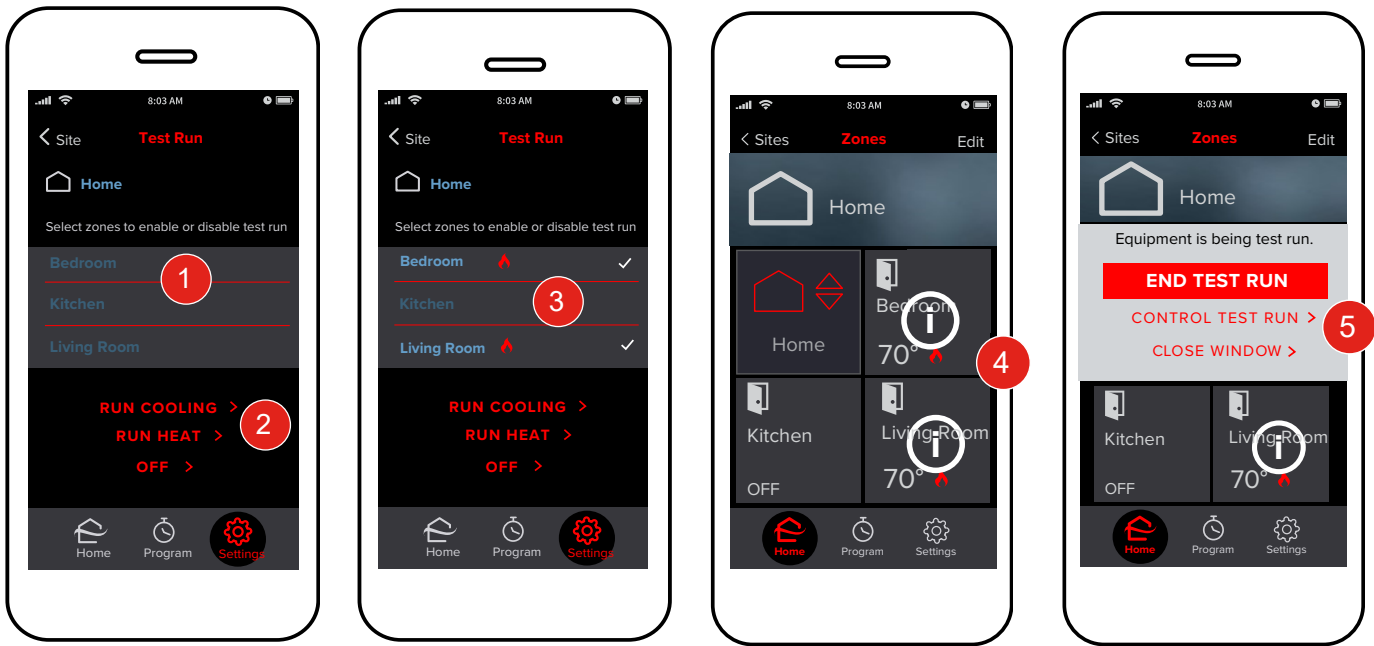 8:03 AM
Site
Test Run
Home
Select zones to enable or disable test run
Bedroom
1
Kitchen
Living Room
RUN COOLING >
2
RUN HEAT >
OFF >
Home
Program
Settings
8:03 AM
Site
Test Run
Home
Select zones to enable or disable test run
Bedroom
Kitchen
3
Living Room
RUN COOLING >
RUN HEAT >
OFF >
Home
Program
Settings
8:03 AM
Sites
Zones
Edit
Home
Home
Bedroom
i
70°
4
Kitchen
OFF
Living Room
i
70°
Home
Program
Settings
8:03 AM
Sites
Zones
Edit
Home
Equipment is being test run.
END TEST RUN
CONTROL TEST RUN >
5
CLOSE WINDOW >
Kitchen
OFF
Living Room
i
70°
Home
Program
Settings